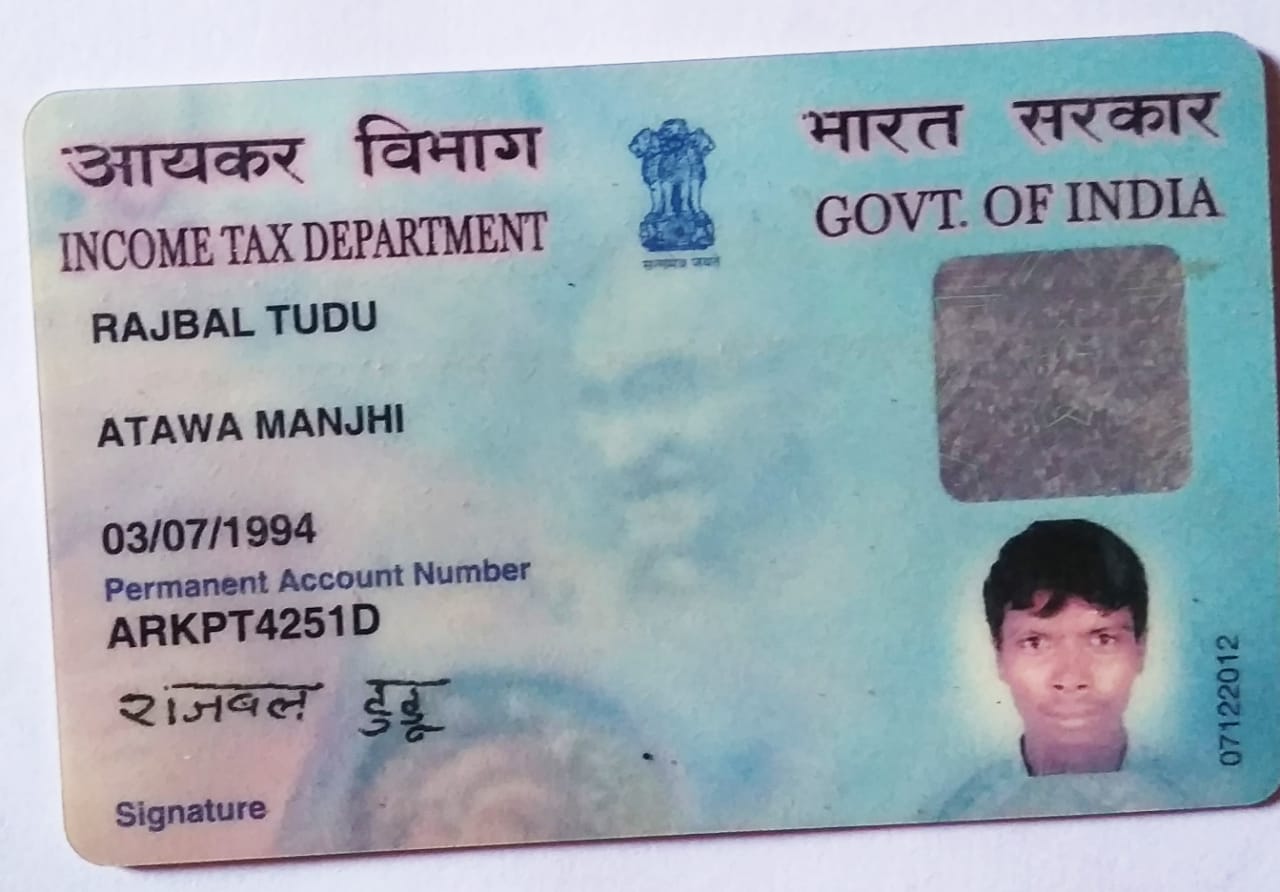 आयकर विभाग
INCOME TAX DEPARTMENT
भारत सरकार
GOVT. OF INDIA
सत्यमेव जयते
RAJBAL TUDU
ATAWA MANJHI
03/07/1994
Permanent Account Number
ARKPT4251D
राजबल टुडू
Signature
07122012